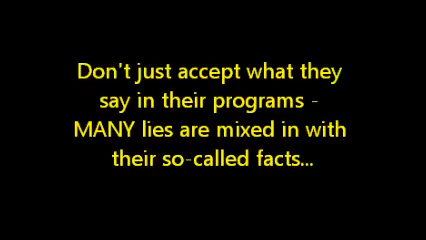 Don't just accept what they
say in their programs -
MANY lies are mixed in with
their so-called facts...